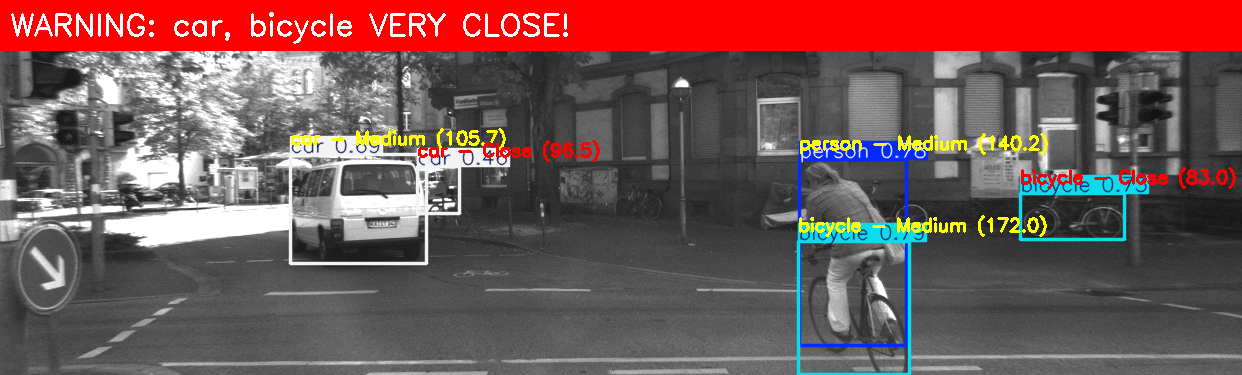 WARNING: car, bicycle VERY CLOSE!
car - Medium (105.7)
car 0.69
car - Close (96.5)
car 0.46
person - Medium (140.2)
person 0.78
bicycle - Close (83.0)
bicycle 0.75
bicycle - Medium (172.0)
bicycle 0.79